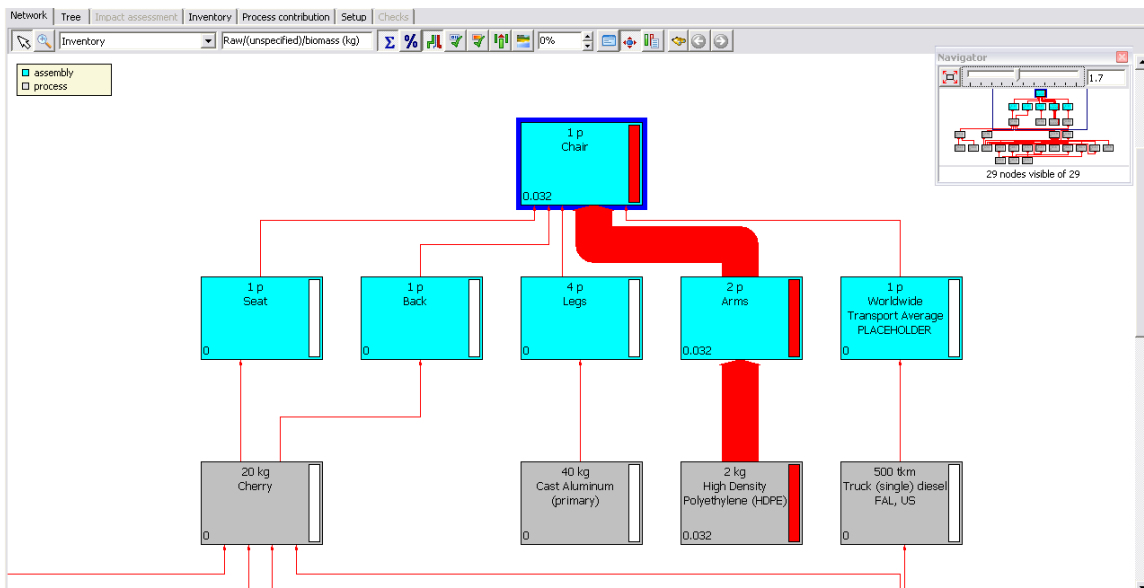 Network Tree Impact assessment Inventory Process contribution Setup Checks
Inventory Raw/(unspecified)/biomass (kg) Σ % 0%
assembly
process
Navigator
1.7
29 nodes visible of 29
1 p
Chair
0.032
1 p
Seat
0
1 p
Back
0
4 p
Legs
0
2 p
Arms
0.032
1 p
Worldwide
Transport Average
PLACEHOLDER
0
20 kg
Cherry
0
40 kg
Cast Aluminum
(primary)
0
2 kg
High Density
Polyethylene (HDPE)
0.032
500 tkm
Truck (single) diesel
FAL, US
0